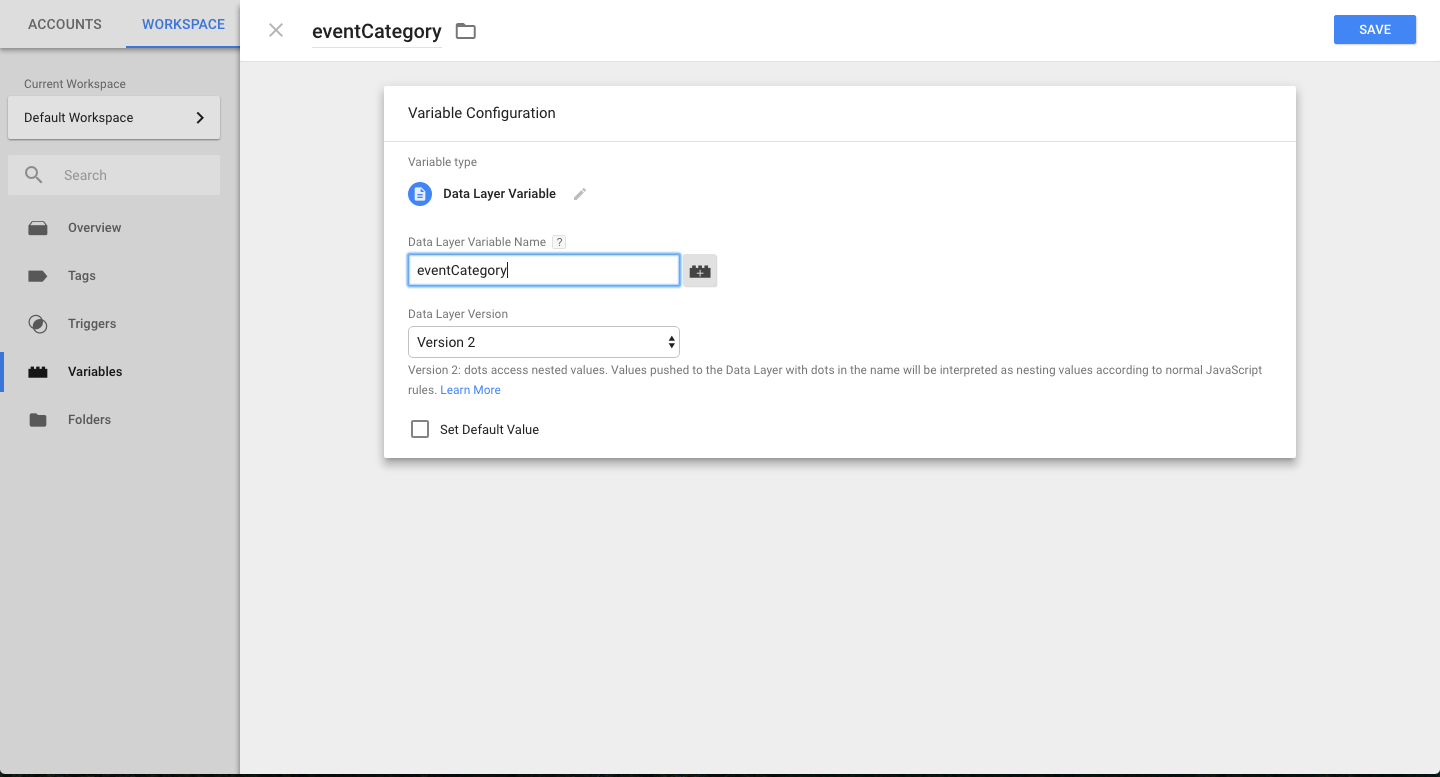 ACCOUNTS WORKSPACE
eventCategory
SAVE
Current Workspace
Default Workspace
Search
Overview
Tags
Triggers
Variables
Folders
Variable Configuration
Variable type
Data Layer Variable
Data Layer Variable Name ?
eventCategory
Data Layer Version
Version 2
Version 2: dots access nested values. Values pushed to the Data Layer with dots in the name will be interpreted as nesting values according to normal JavaScript
rules. Learn More
Set Default Value